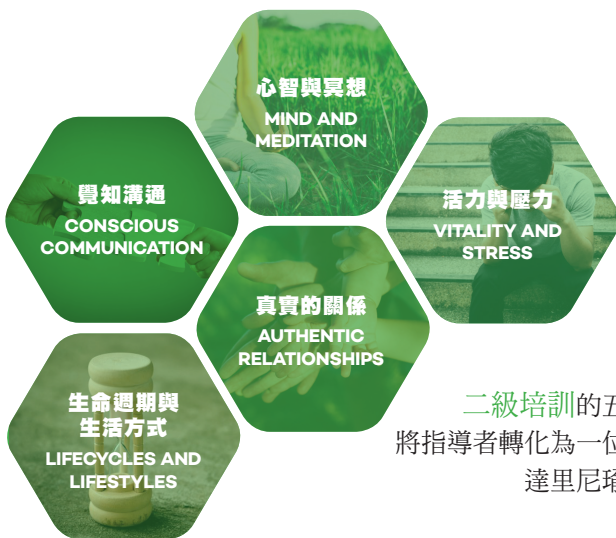 心智與冥想
MIND AND
MEDITATION
覺知溝通
CONSCIOUS
COMMUNICATION
活力與壓力
VITALITY AND
STRESS
真實的關係
AUTHENTIC
RELATIONSHIPS
生命週期與
生活方式
LIFECYCLES AND
LIFESTYLES
二級培訓的五
將指導者轉化為一位
達里尼瑜